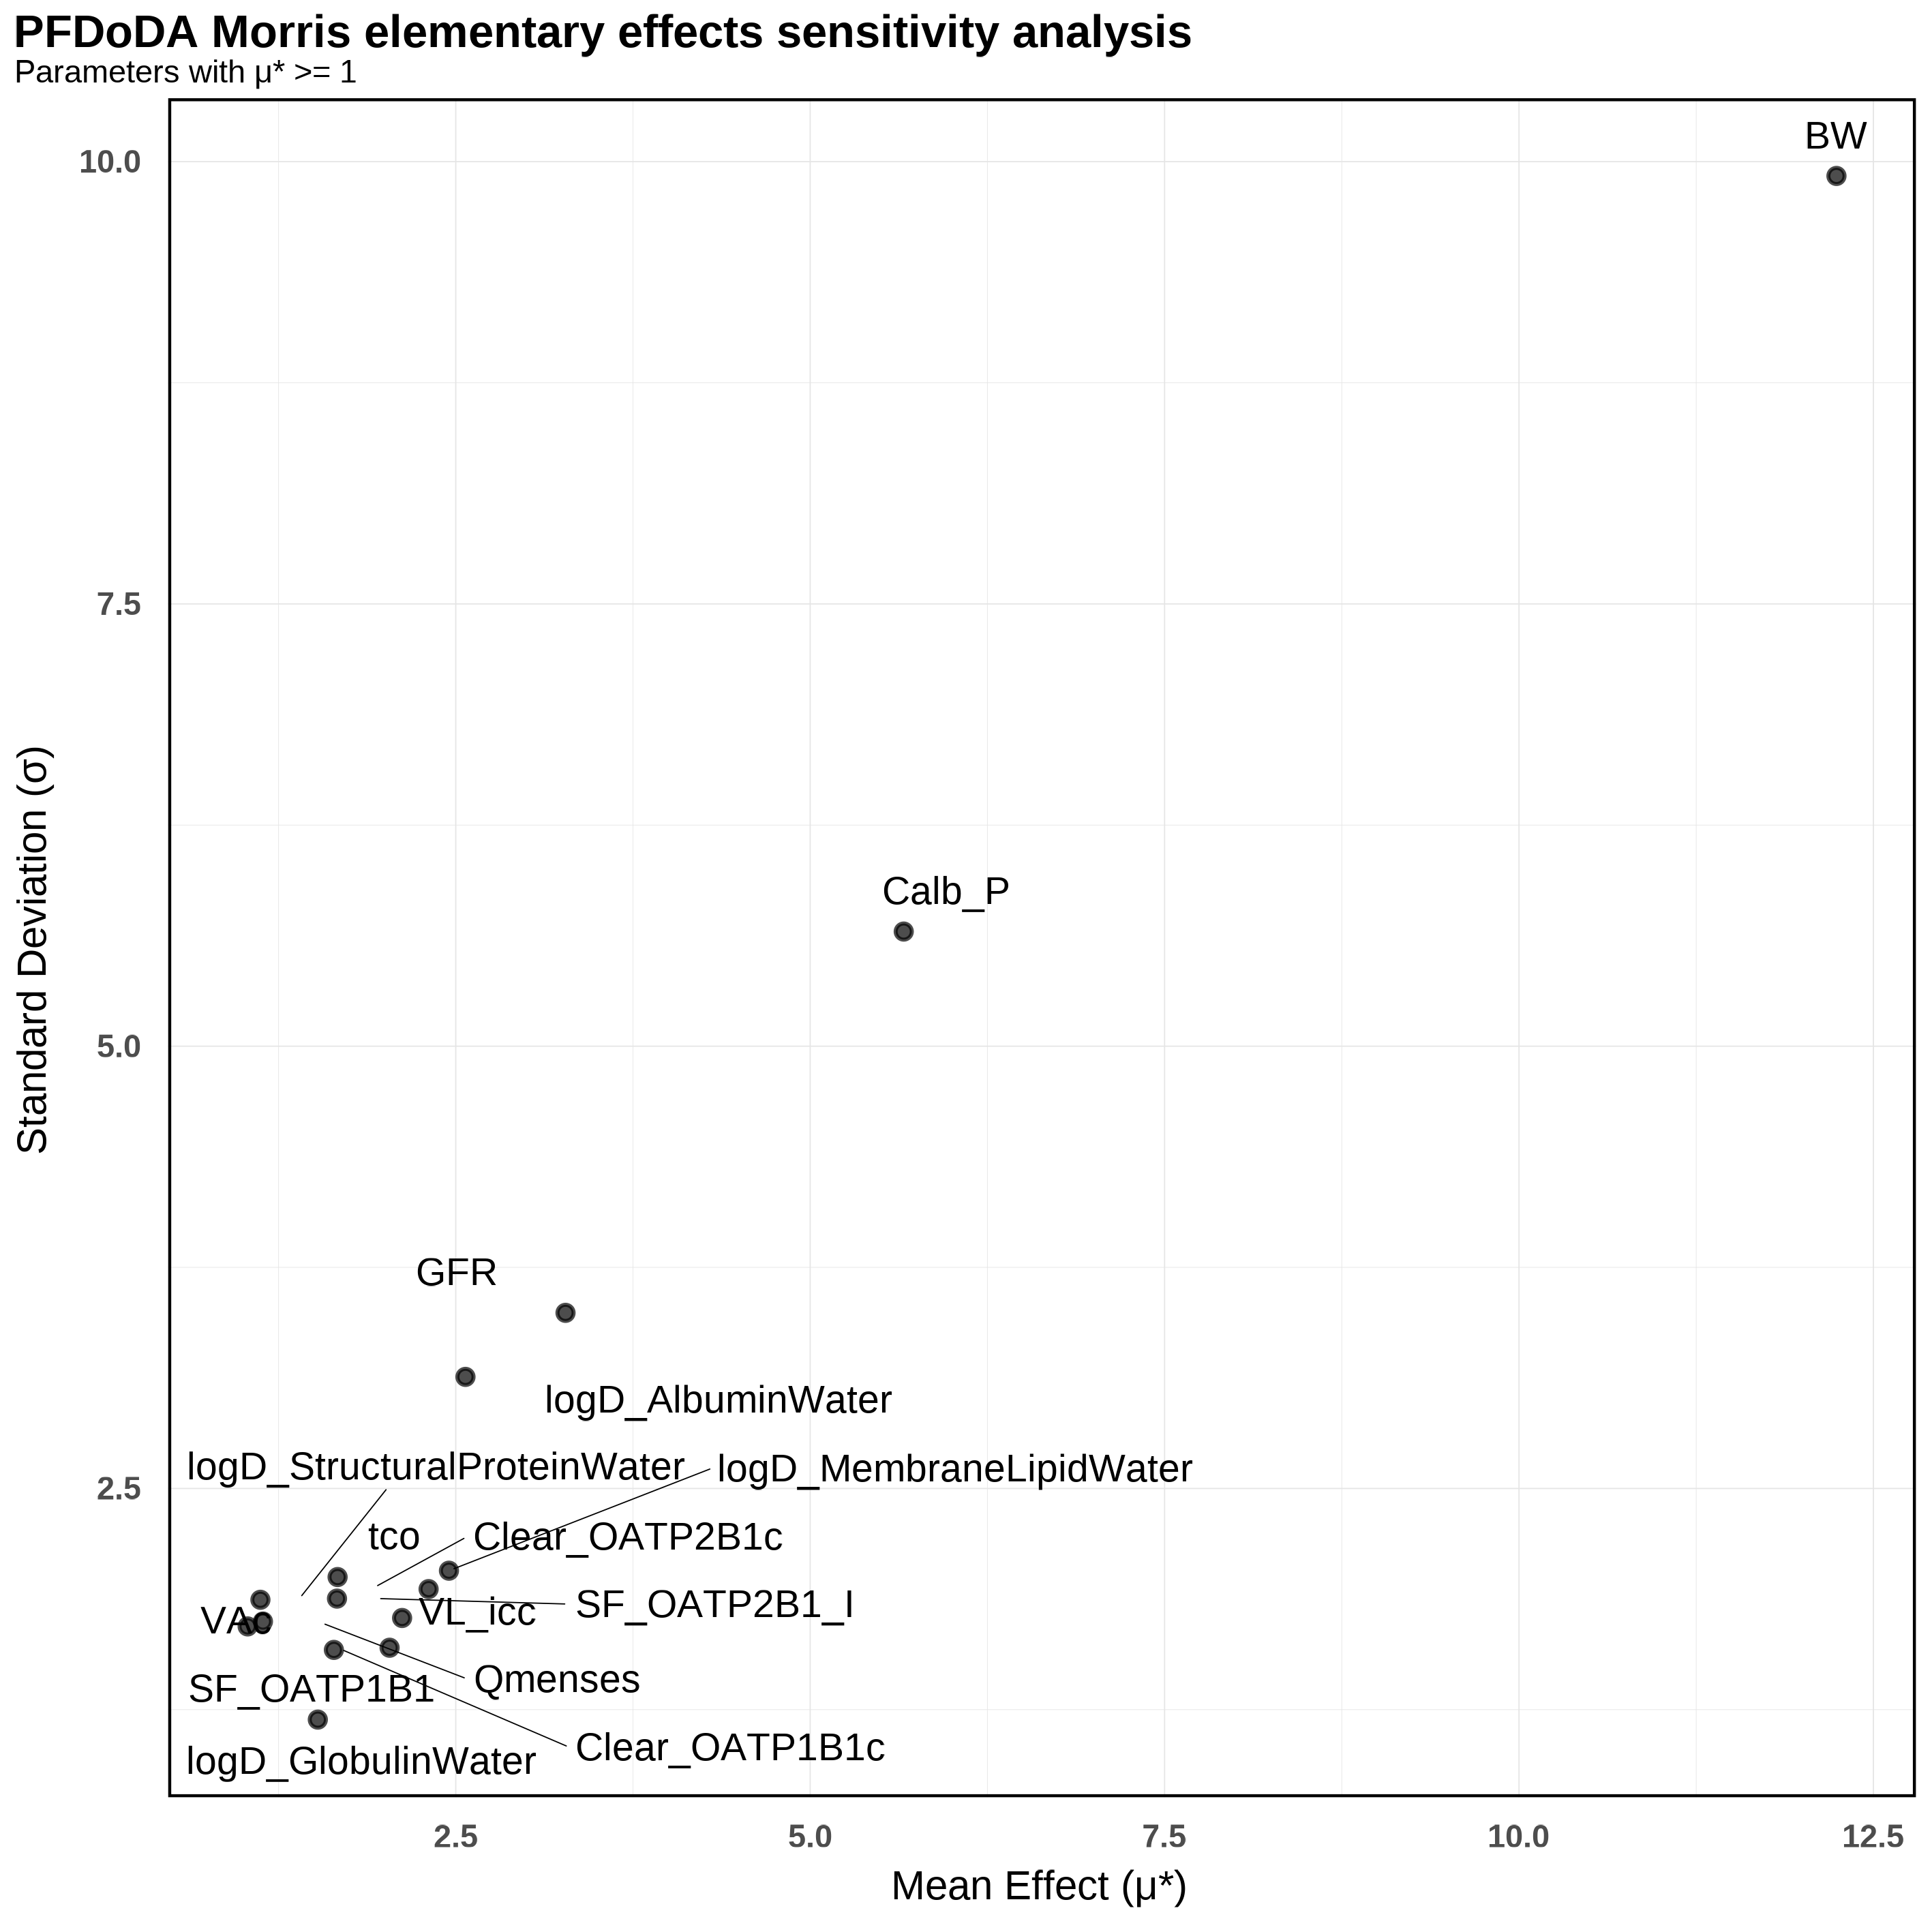 PFDoDA Morris elementary effects sensitivity analysis
Parameters with μ* >= 1
BW
10.0
7.5
Standard Deviation (σ)
Calb_P
5.0
GFR
logD_AlbuminWater
logD_StructuralProteinWater
logD_MembraneLipidWater
2.5
tco
Clear_OATP2B1c
SF_OATP2B1_I
VL_icc
Qmenses
SF_OATP1B1
Clear_OATP1B1c
logD_GlobulinWater
2.5
5.0
7.5
10.0
12.5
Mean Effect (μ*)